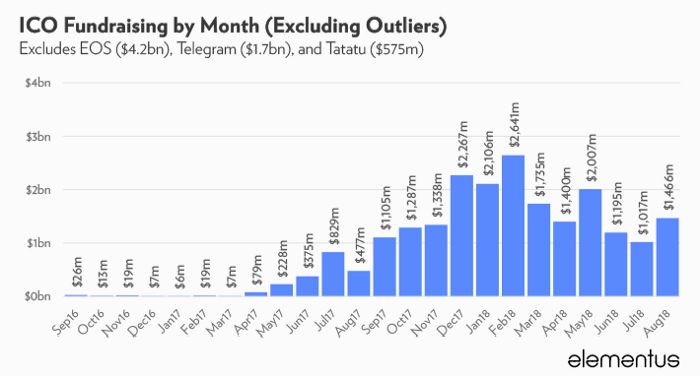 ICO Fundraising by Month (Excluding Outliers)
Excludes EOS ($4.2bn), Telegram ($1.7bn), and Tatatu ($575m)
$4bn
$3bn
$2bn
$1bn
$0bn
$26m
$13m
$19m
$7m
$6m
$19m
$7m
$79m
$228m
$375m
$829m
$477m
$1,105m
$1,287m
$1,338m
$2,267m
$2,106m
$2,641m
$1,735m
$1,400m
$2,007m
$1,195m
$1,017m
$1,466m
Sep16
Oct16
Nov16
Dec16
Jan17
Feb17
Mar17
Apr17
May17
Jun17
Jul17
Aug17
Sep17
Oct17
Nov17
Dec17
Jan18
Feb18
Mar18
Apr18
May18
Jun18
Jul18
Aug18
elementus